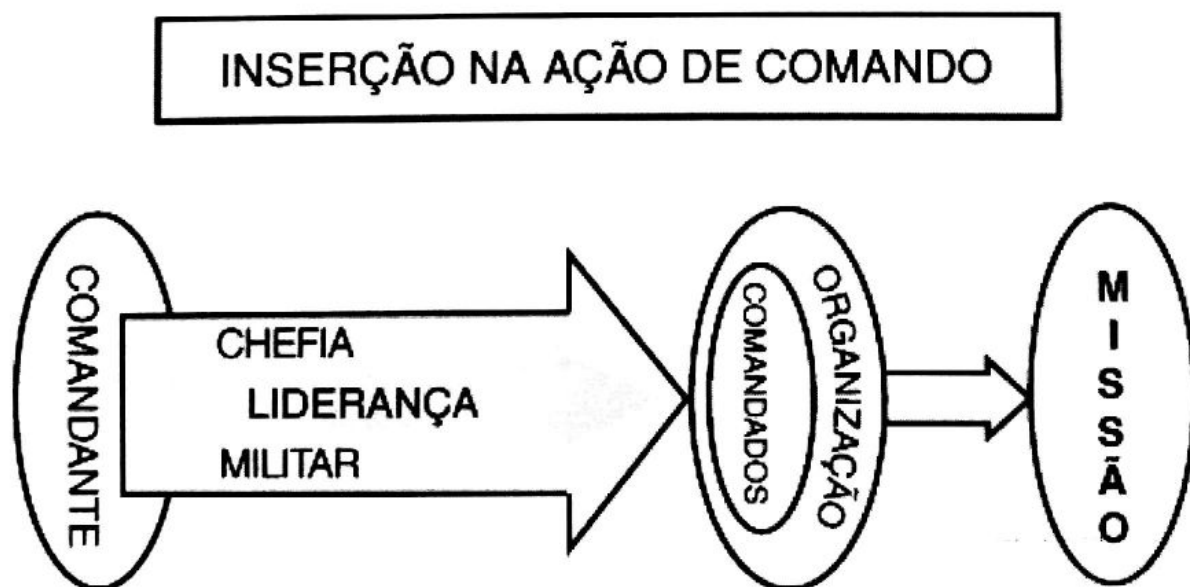 INSERÇÃO NA AÇÃO DE COMANDO
COMANDANTE
CHEFIA
LIDERANÇA
MILITAR
COMANDADOS
ORGANIZAÇÃO
MISSÃO